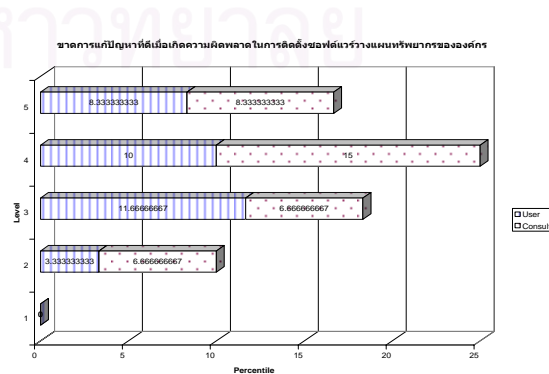 ขาดการแก้ปัญหาที่ดีเมื่อเกิดความผิดพลาดในการติดตั้งซอฟต์แวร์วางแผนทรัพยากรขององค์กร
5
8.333333333 8.333333333
4
10 15
3
11.66666667 6.666666667
2
3.333333333 6.666666667
1
0
Level
0 5 10 15 20 25
Percentile
User
Consult